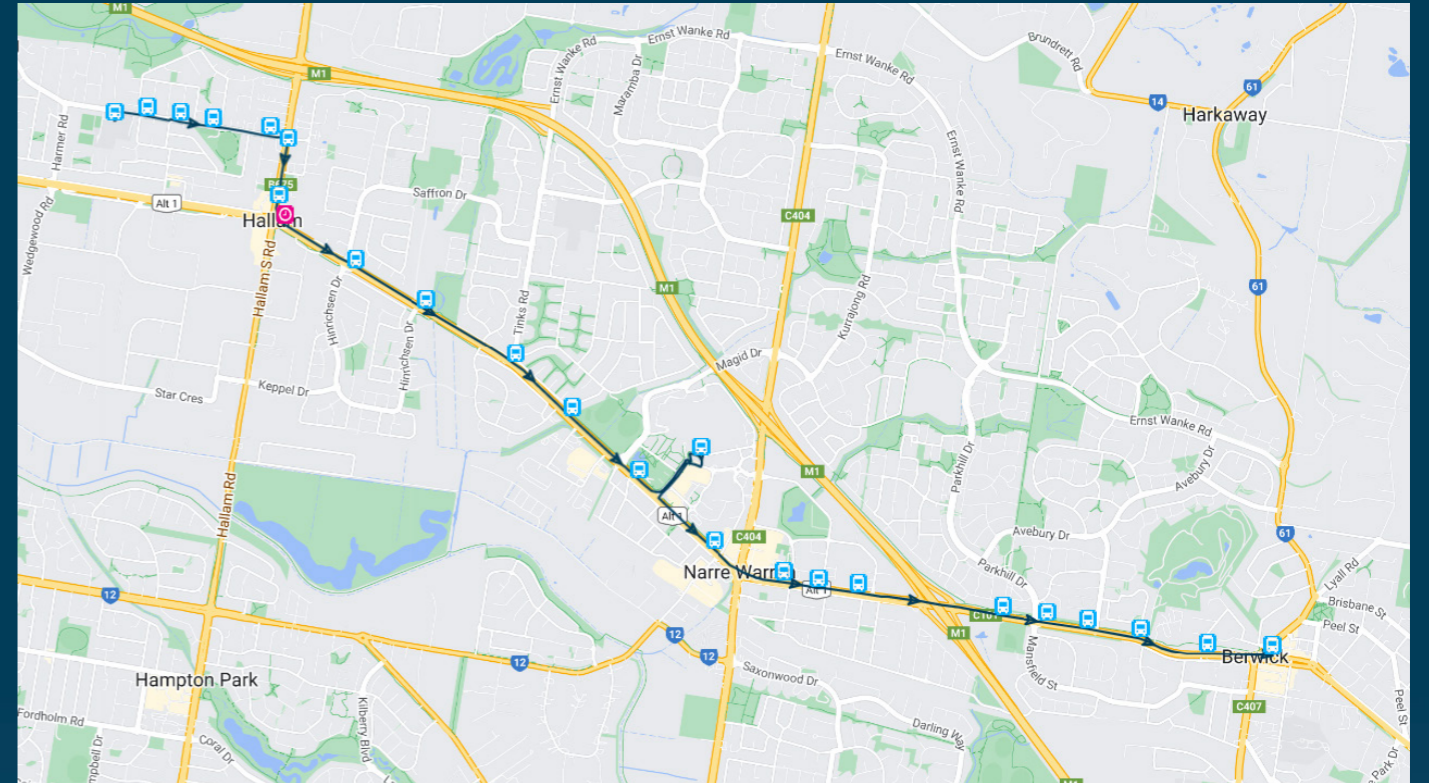 M1
Ernst Wanke Rd
Ernst Wanke Rd
Ernst Wanke Rd
Maramba Dr
Brundrett Rd
M1
61
14
Harkaway
Harmer Rd
Ernst Wanke Rd
Saffron Dr
Alt 1
Hallam
C404
Wedgewood Rd
Hallam S Rd
61
M1
Tinks Rd
Kurrajong Rd
Hinrichsen Dr
Hinrichsen Dr
Magid Dr
Keppel Dr
Star Cres
Ernst Wanke Rd
Parkhill Dr
Avebury Dr
M1
Hallam Rd
Alt 1
C404
Avebury Dr
61
Narre Warren
Parkhill Dr
Lyall Rd
Alt 1
12
Brisbane St
C101
Peel St
M1
12
12
12
Mansfield St
Berwick
Saxonwood Dr
Hampton Park
Peel St
Kilberry Blvd
C407
Fordholm Rd
Darling Way
Coral Dr